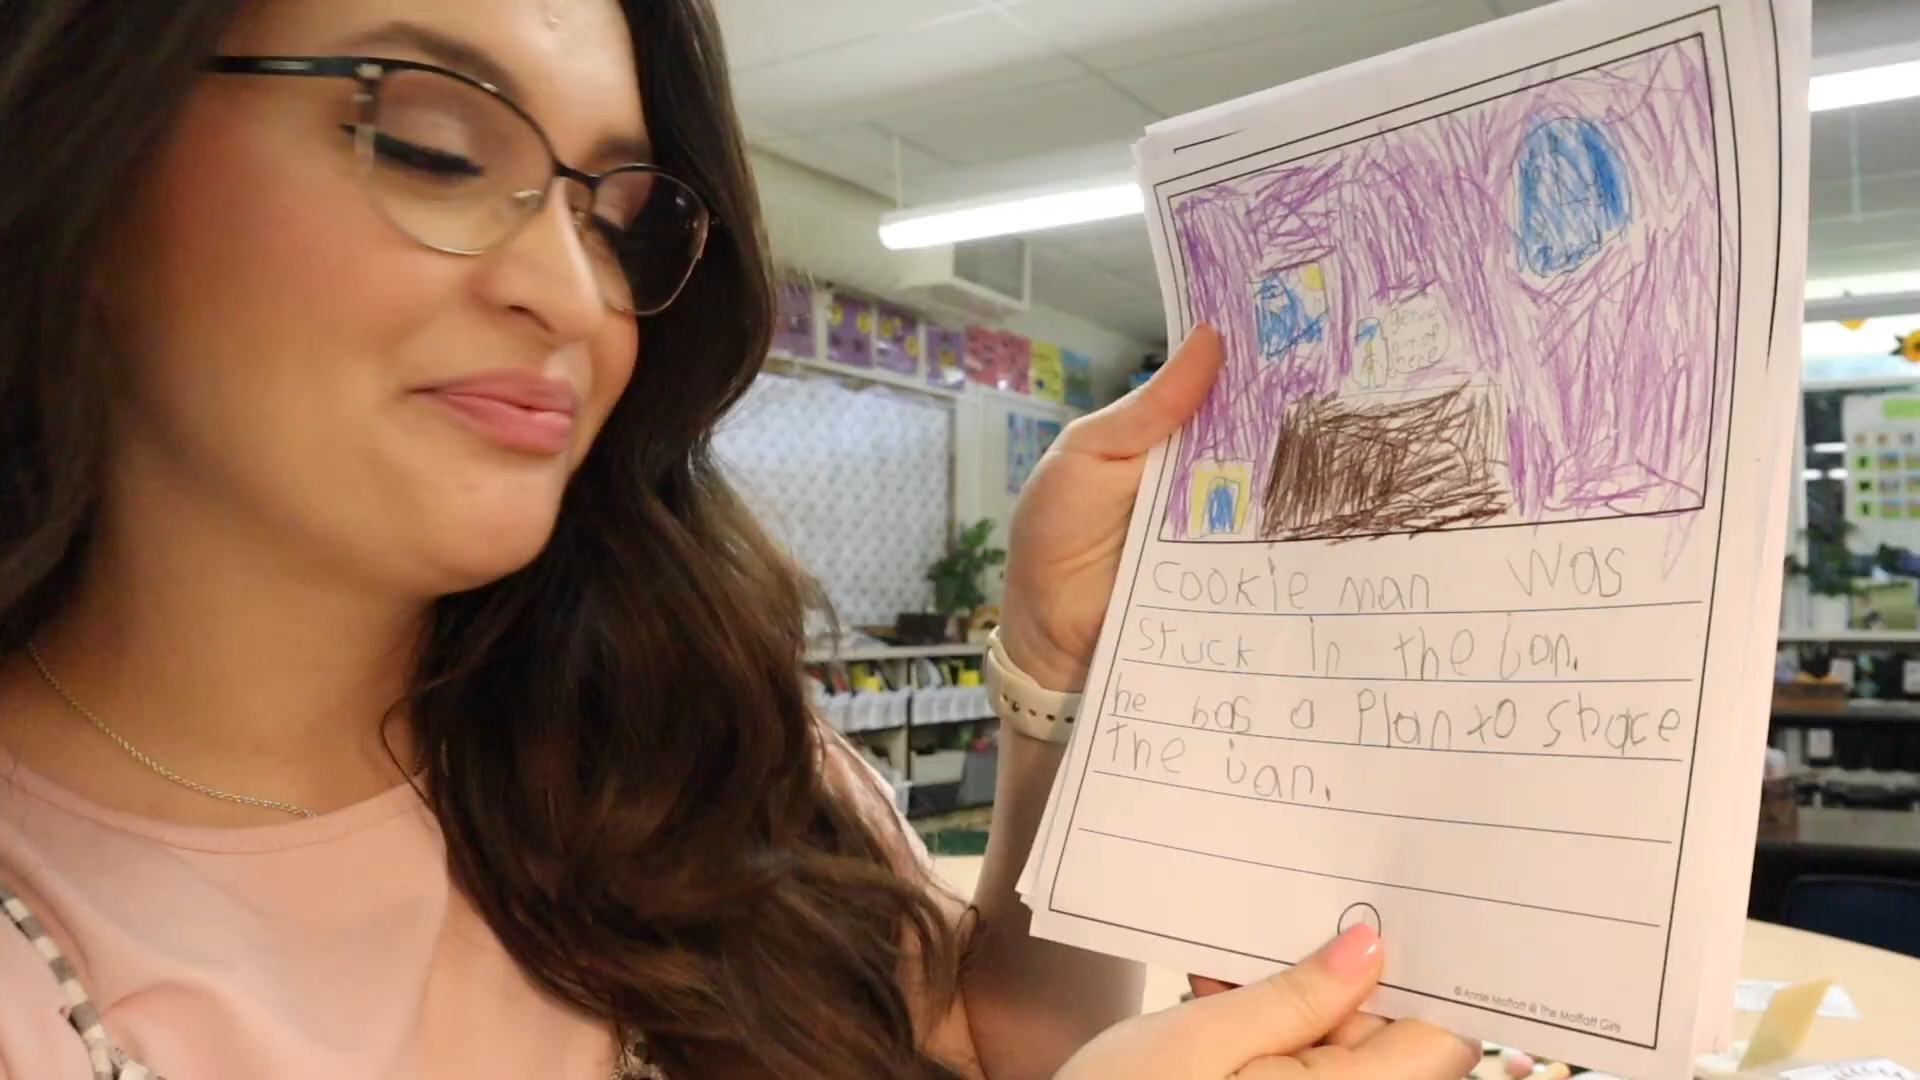 get me
out of
here
cookie man was
stuck in the van.
he has a plan to shace
the van.
© Annie Moffatt @ The Moffatt Girls